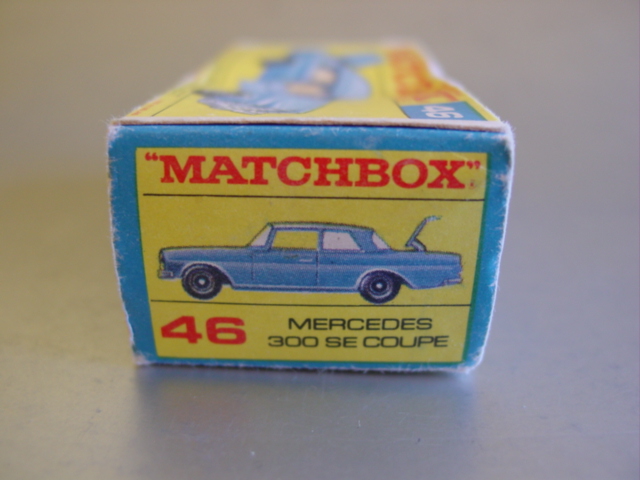 46
"MATCHBOX"
46 MERCEDES
300 SE COUPE